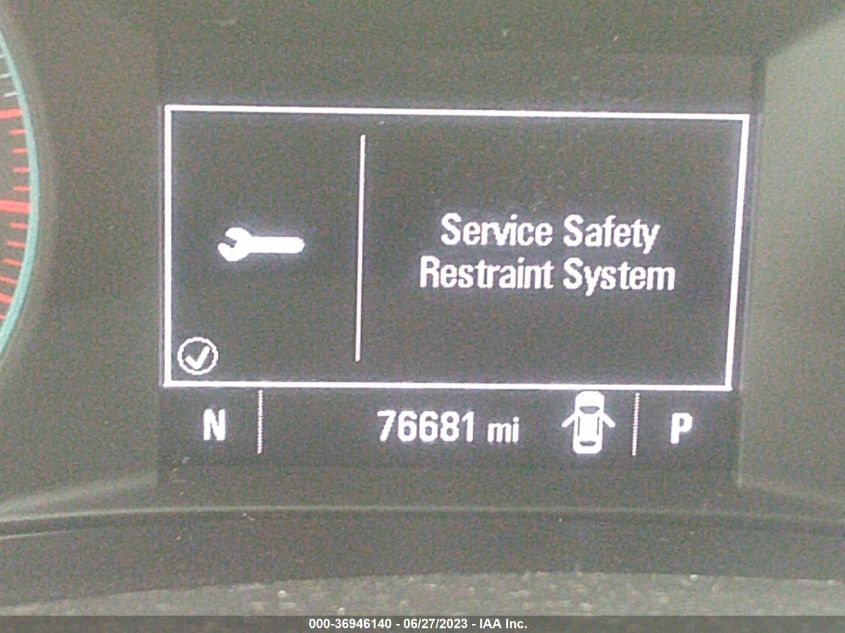 Service Safety
Restraint System
N 76681 mi P
000-36946140 - 06/27/2023 - IAA Inc.